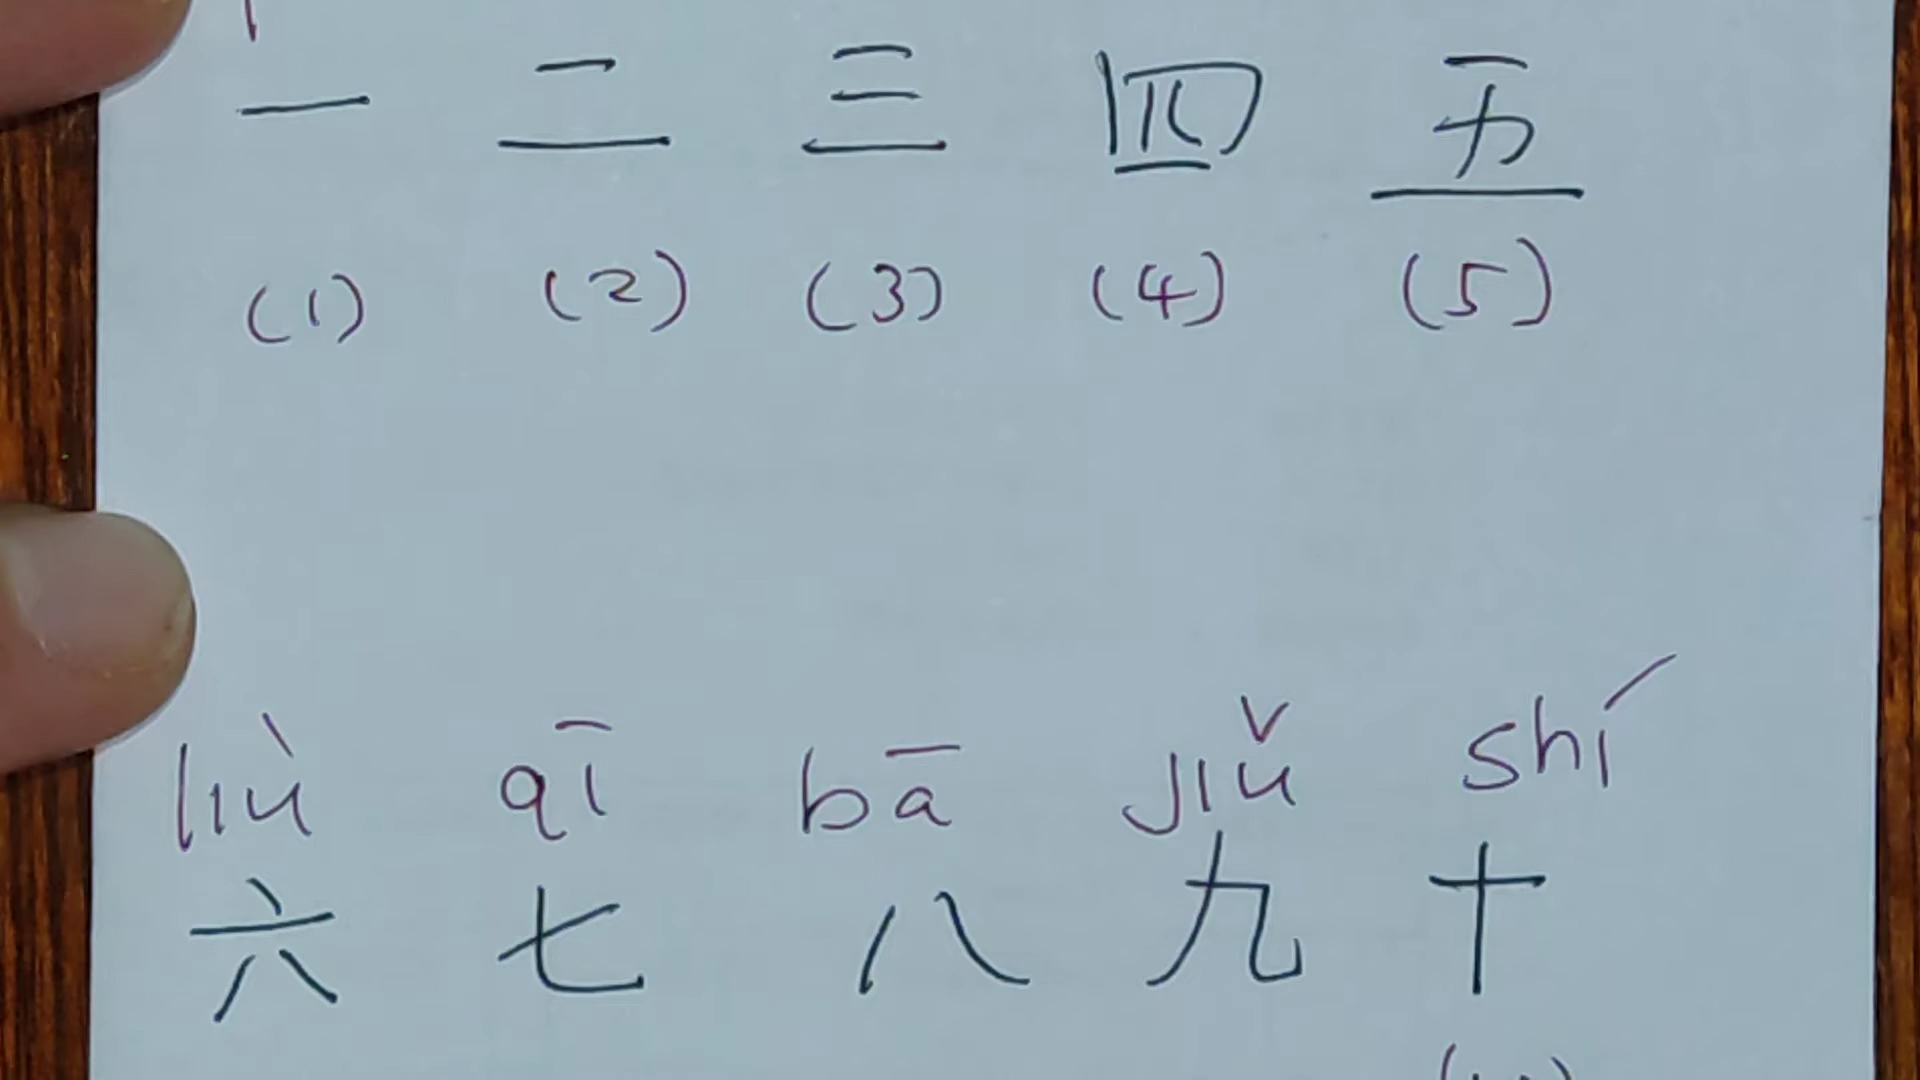 一 二 三 四 五
(1) (2) (3) (4) (5)
liù qī bā jiǔ shí
六 七 八 九 十